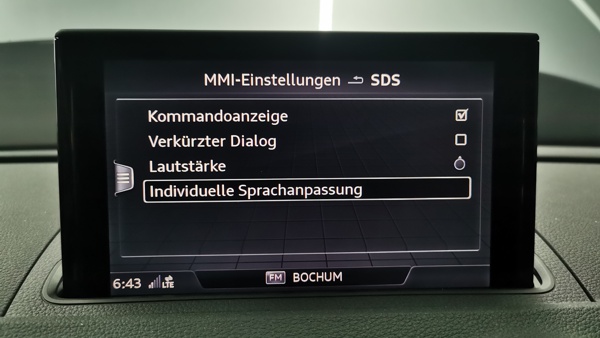 MMI-Einstellungen SDS
Kommandoanzeige
Verkürzter Dialog
Lautstärke
Individuelle Sprachanpassung
6:43 LTE FM BOCHUM